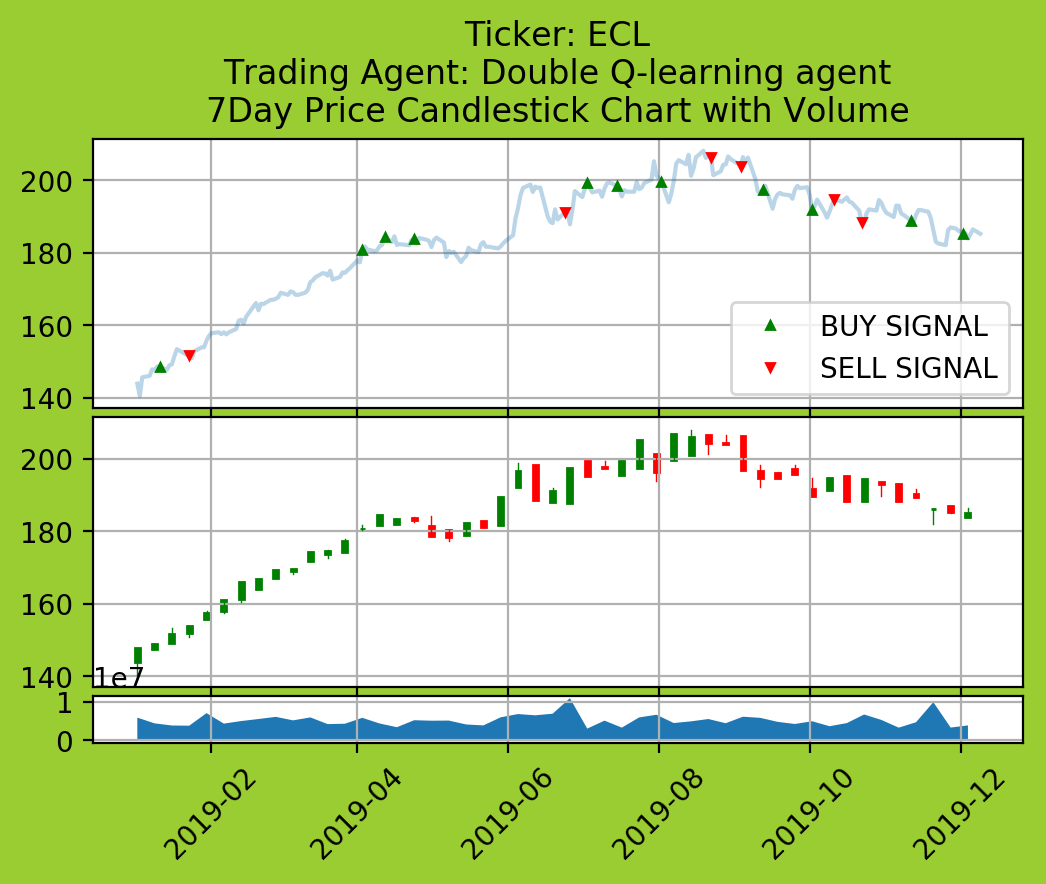 Ticker: ECL
Trading Agent: Double Q-learning agent
7Day Price Candlestick Chart with Volume
200
180
160
140
BUY SIGNAL
SELL SIGNAL
200
180
160
140
1e7
1
0
2019-02
2019-04
2019-06
2019-08
2019-10
2019-12